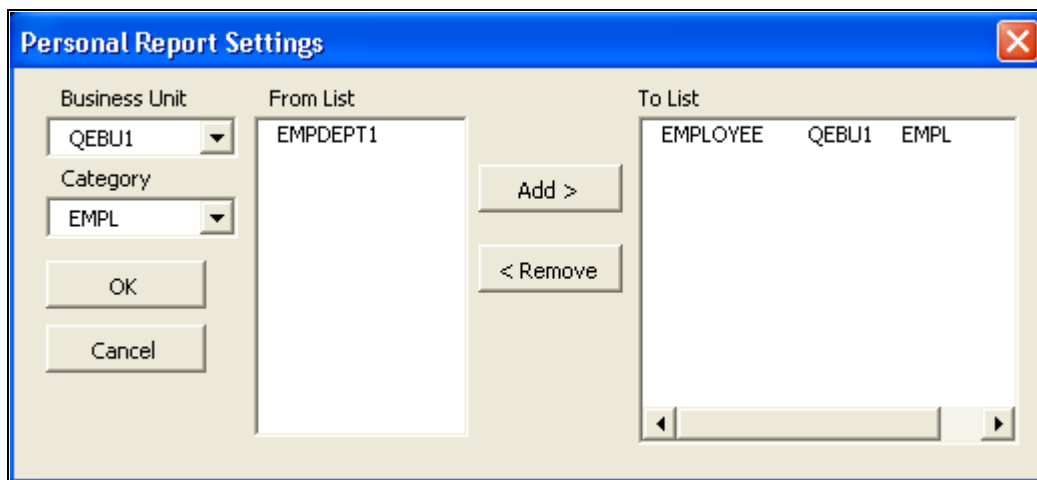 Personal Report Settings
Business Unit
From List
To List
QEBU1
EMPDEPT1
EMPLOYEE QEBU1 EMPL
Category
Add >
EMPL
< Remove
OK
Cancel